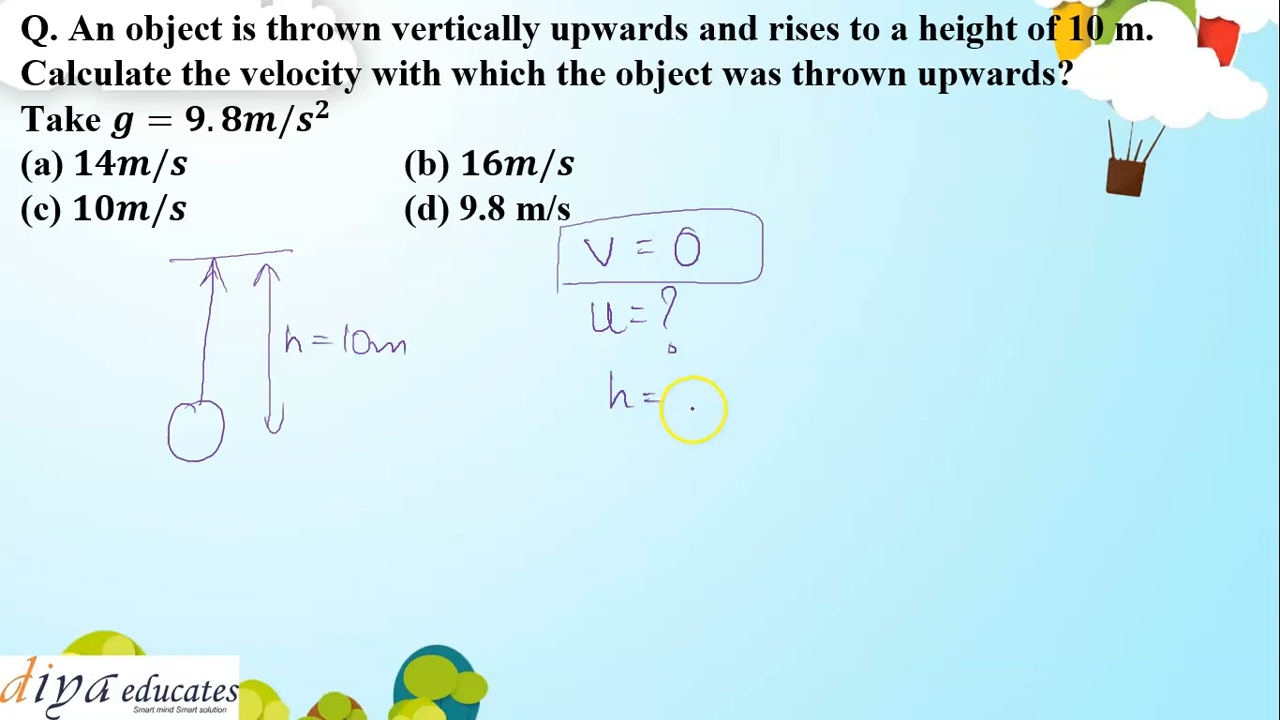 Q. An object is thrown vertically upwards and rises to a height of 10 m.
Calculate the velocity with which the object was thrown upwards?
Take g = 9.8m/s²
(a) 14m/s (b) 16m/s
(c) 10m/s (d) 9.8 m/s
v = 0
u = ?
h = 10m
h =
diya educates
Smart mind Smart solution